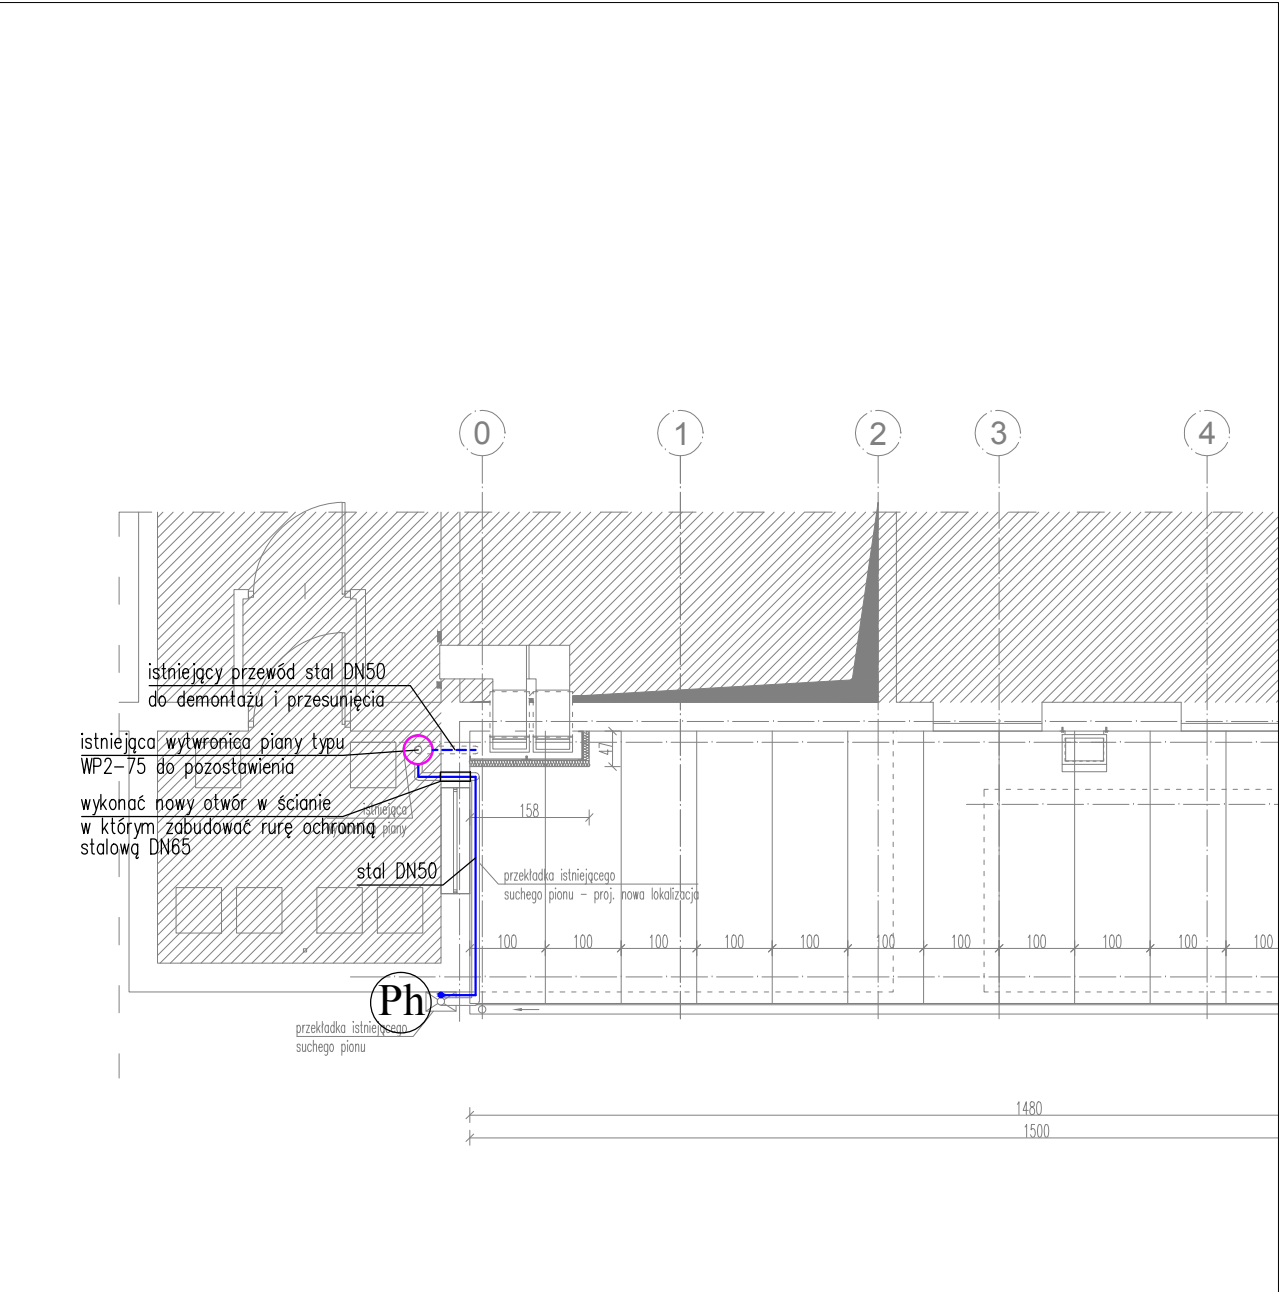 0 1 2 3 4
istniejący przewód stal DN50
do demontażu i przesunięcia
istniejąca wytwronica piany typu
WP2-75 do pozostawienia
47
wykonać nowy otwór w ścianie
w którym zabudować rurę ochronną
stalową DN65
istniejąca
piany
158
stal DN50
przekładka istniejącego
suchego pionu - proj. nowa lokalizacja
100 100 100 100 100 100 100 100 100 100 100
Ph
przekładka istniejącego
suchego pionu
1480
1500